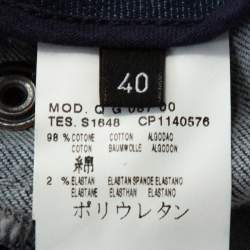 40
MOD. Q G 087 00
TES. S1648 CP1140576
98 % COTONE COTTON ALGODAO
COTON BAUMWOLLE ALGODON
綿
2 % ELASTAN ELASTAN SPANDE ELASTANO
ELASTANE ELASTHAN ELASTANO
ポリウレタン